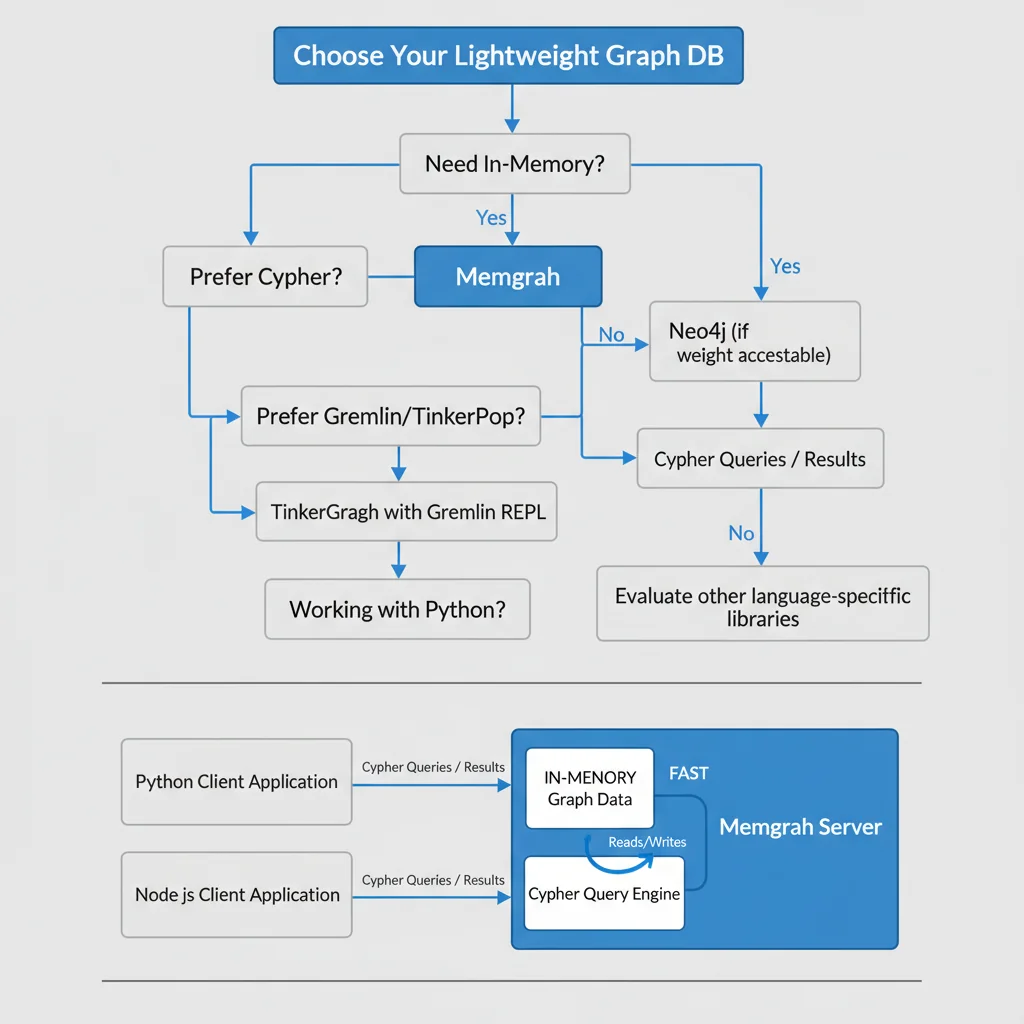 Choose Your Lightweight Graph DB
Need In-Memory?
Yes
Prefer Cypher?
Memgrah
Yes
No
Neo4j (if
weight accestable)
Prefer Gremlin/TinkerPop?
Cypher Queries / Results
TinkerGragh with Gremlin REPL
No
Working with Python?
Evaluate other language-speciffic
libraries
Python Client Application
Cypher Queries / Results
IN-MENORY
Graph Data
FAST
Memgrah Server
Reads/Writes
Node js Client Application
Cypher Queries / Results
Cypher Query Engine